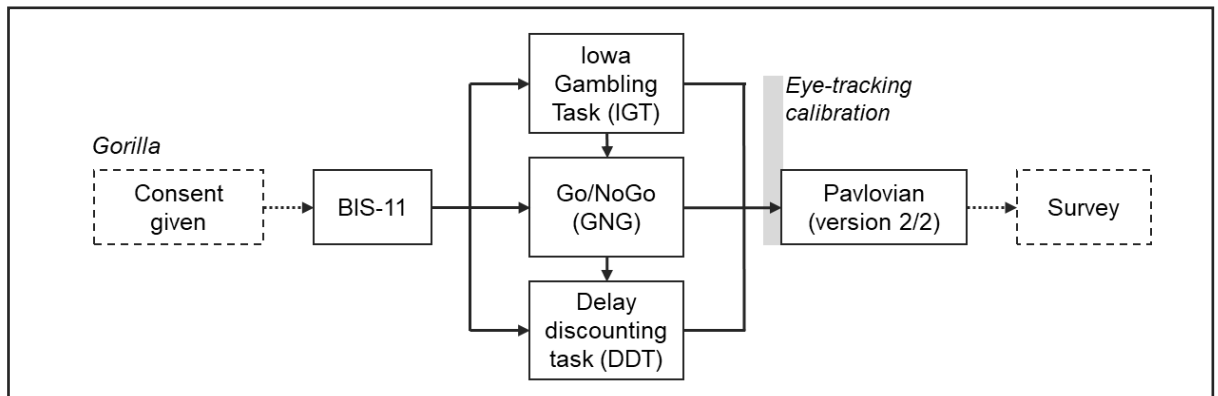 Gorilla
Consent
given
BIS-11
Iowa
Gambling
Task (IGT)
Go/NoGo
(GNG)
Delay
discounting
task (DDT)
Eye-tracking
calibration
Pavlovian
(version 2/2)
Survey